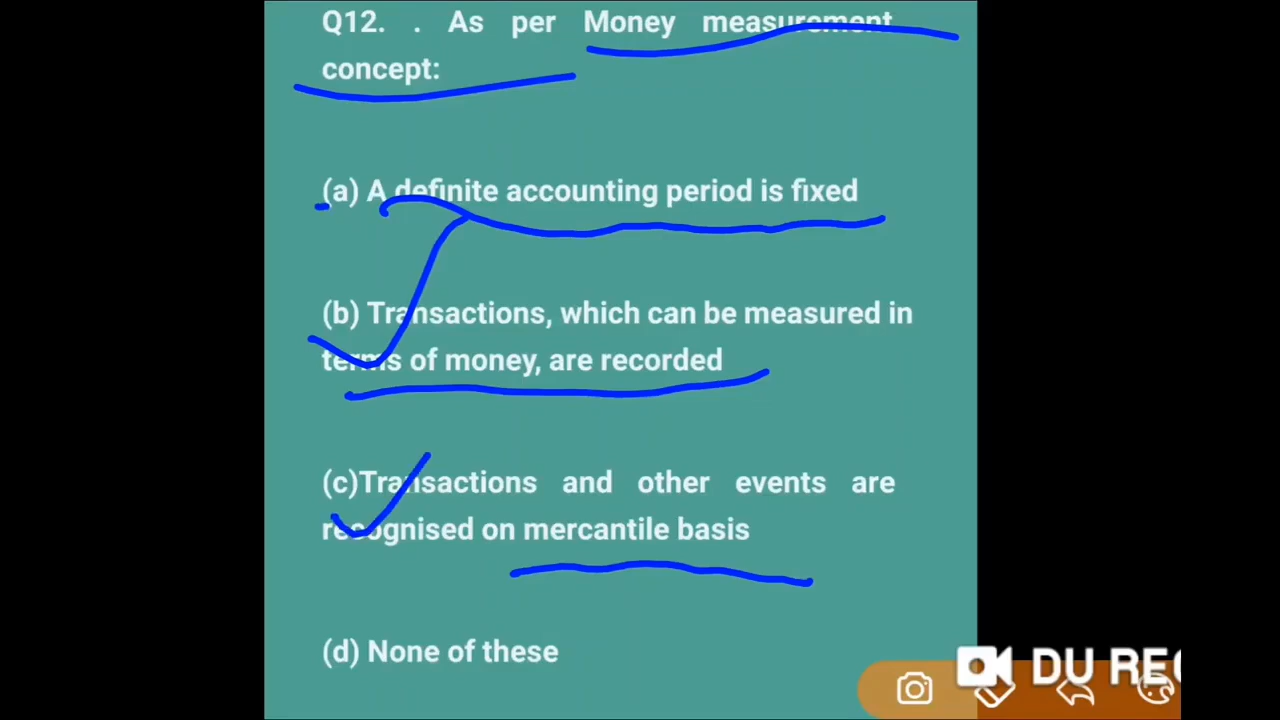 Q12. . As per Money measurement
concept:
(a) A definite accounting period is fixed
(b) Transactions, which can be measured in
terms of money, are recorded
(c)Transactions and other events are
recognised on mercantile basis
(d) None of these
DU REC